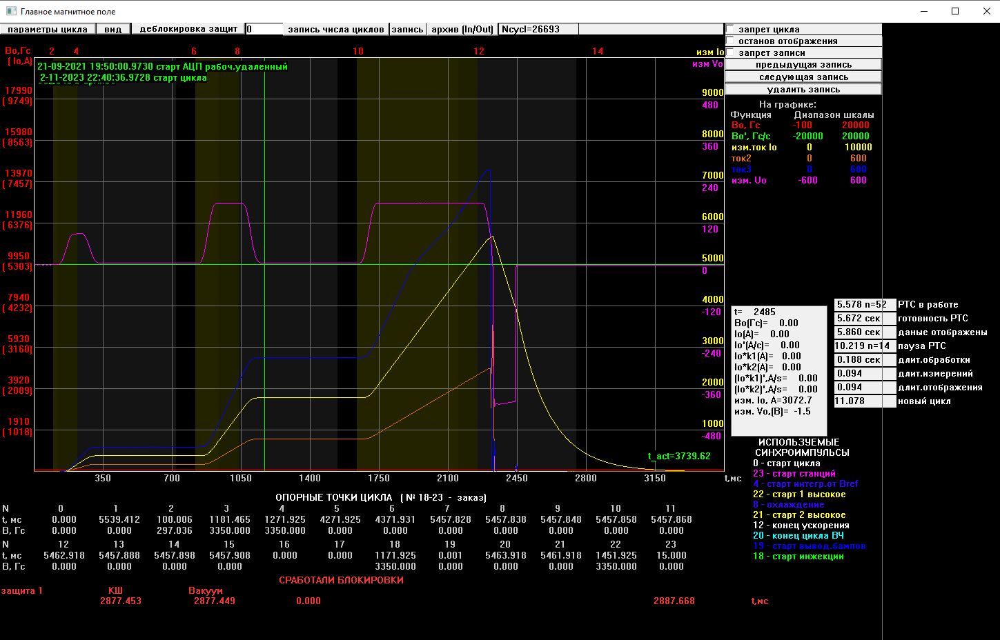 Главное магнитное поле
параметры цикла вид деблокировка защит 0 запись числа циклов запись архив (In/Out) Ncycl=26693
запрет цикла
останов отображения
запрет записи
предыдущая запись
следующая запись
удалить запись
Bo,Гс 2 4 6 8 10 12 14 изм Io
( Io,A) изм Vo
21-09-2021 19:50:00.9730 старт АЦП рабоч.удаленный
2-11-2023 22:40:36.9728 старт цикла
17990 9000
( 9749) 480
15980 8000
( 8563) 360
13970 7000
( 7457) 240
11960 6000
( 6376) 120
9950 5000
( 5303) 0
7940 4000
( 4232) -120
5930 3000
( 3160) -240
3920 2000
( 2089) -360
1910 1000
( 1018) -480
t_act=3739.62
350 700 1050 1400 1750 2100 2450 2800 3150 t,мс
На графике:
Функция Диапазон шкалы
Bo, Гс -100 20000
Bo', Гс/с -20000 20000
изм.ток Io 0 10000
ток2 0 600
ток3 0 600
изм. Uo -600 600
t= 2485
Bo(Гс)= 0.00
Io(A)= 0.00
Io'(A/c)= 0.00
Io*k1(A)= 0.00
Io*k2(A)= 0.00
(Io*k1)',A/s= 0.00
(Io*k2)',A/s= 0.00
изм. Io, A=3072.7
изм. Vo,(B)= -1.5
5.578 n=52 РТС в работе
5.672 сек готовность РТС
5.860 сек даные отображены
10.219 n=14 пауза РТС
0.188 сек длит.обработки
0.094 длит.измерений
0.094 длит.отображения
11.078 новый цикл
ИСПОЛЬЗУЕМЫЕ
СИНХРОИМПУЛЬСЫ
0 - старт цикла
23 - старт станций
4 - старт интегр.от Bref
22 - старт 1 высокое
8 - охлаждение
21 - старт 2 высокое
12 - конец ускорения
20 - конец цикла ВЧ
19 - старт вывод.бампов
18 - старт инжекции
ОПОРНЫЕ ТОЧКИ ЦИКЛА ( № 18-23 - заказ)
N 0 1 2 3 4 5 6 7 8 9 10 11
t, мс 0.000 5539.412 100.006 1181.465 1271.925 4271.925 4371.931 5457.828 5457.838 5457.848 5457.858 5457.868
B, Гс 0.000 0.000 297.036 3350.000 3350.000 0.000 0.000 0.000 0.000 0.000 0.000 0.000
N 12 13 14 15 16 17 18 19 20 21 22 23
t, мс 5462.918 5457.888 5457.898 5457.908 0.000 0.000 1171.925 0.001 5463.918 5461.918 1451.925 15.000
B, Гс 0.000 0.000 0.000 0.000 3350.000 0.000 0.000 0.000 3350.000 0.000
СРАБОТАЛИ БЛОКИРОВКИ
защита 1 КШ Вакуум
2877.453 2877.449 0.000 2887.668 t,мс